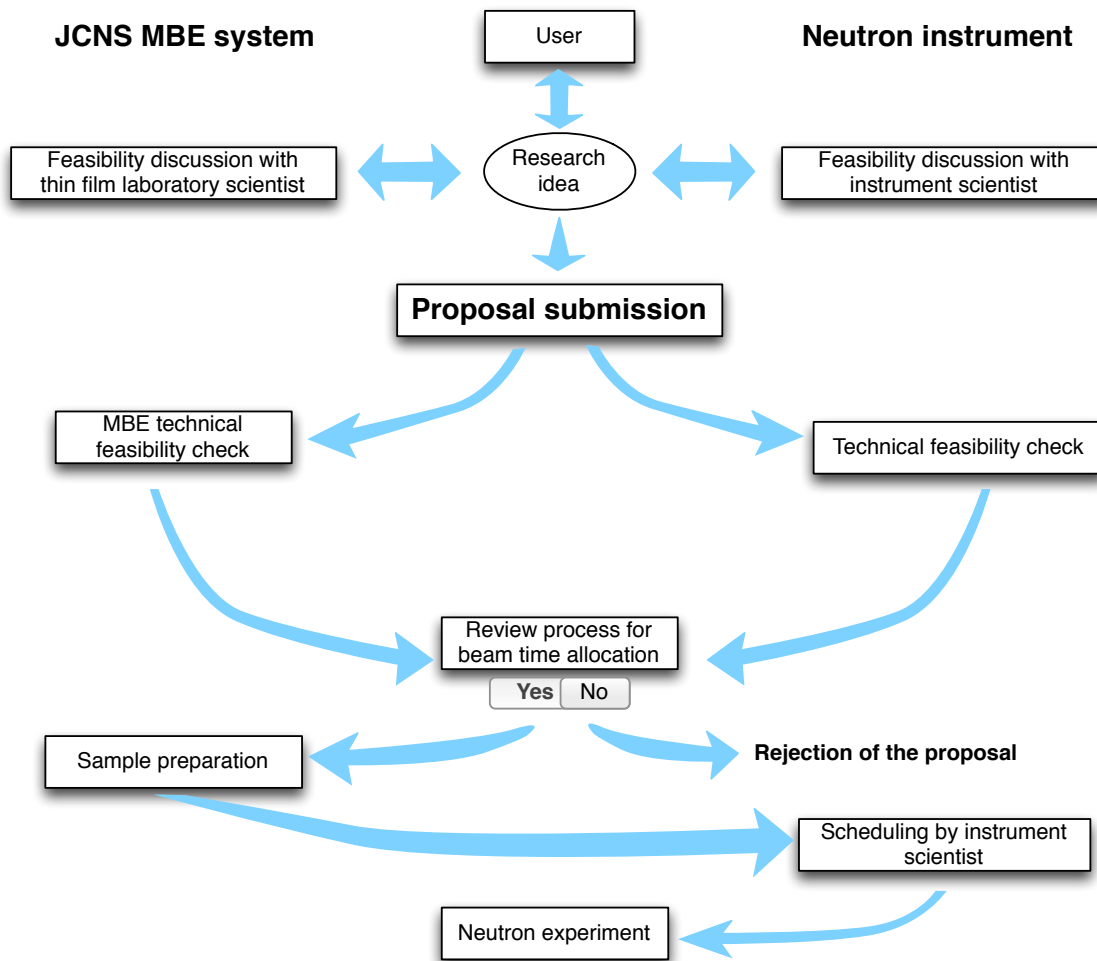 JCNS MBE system
User
Neutron instrument
Feasibility discussion with
thin film laboratory scientist
Research
idea
Feasibility discussion with
instrument scientist
Proposal submission
MBE technical
feasibility check
Technical feasibility check
Review process for
beam time allocation
Yes No
Sample preparation
Rejection of the proposal
Scheduling by instrument
scientist
Neutron experiment